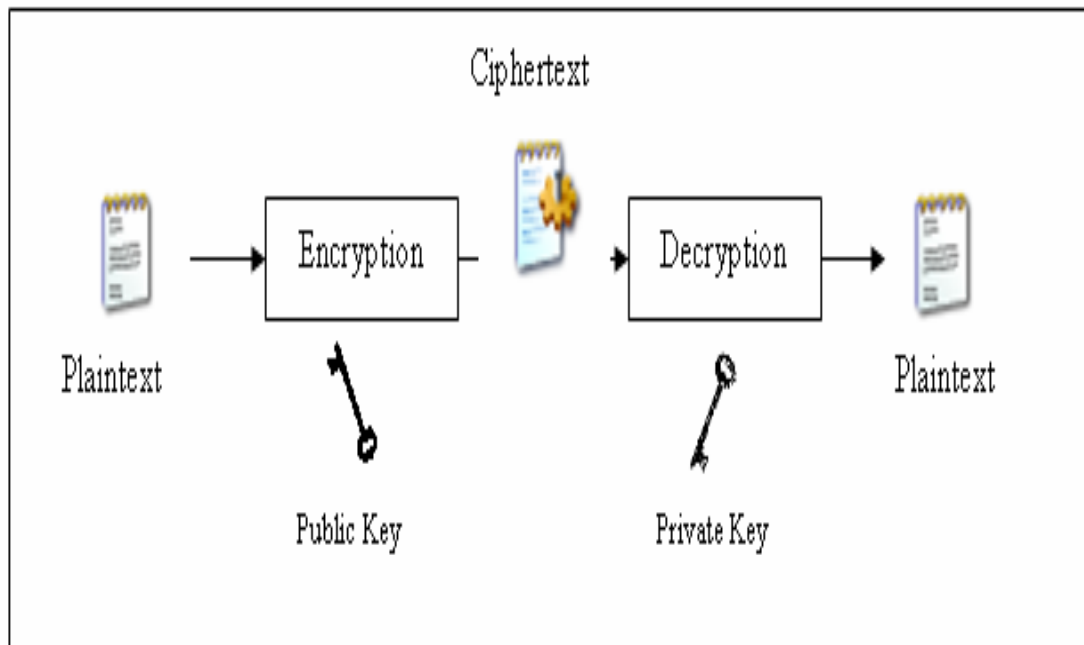 Ciphertext
Encryption
Decryption
Plaintext
Plaintext
Public Key
Private Key